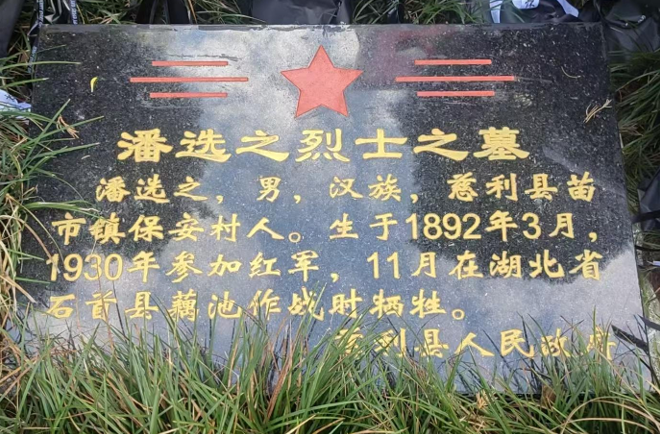 潘选之烈士之墓
潘选之，男，汉族，慈利县苗
市镇保安村人。生于1892年3月，
1930年参加红军，11月在湖北省
石首县藕池作战时牺牲。
慈利县人民政府